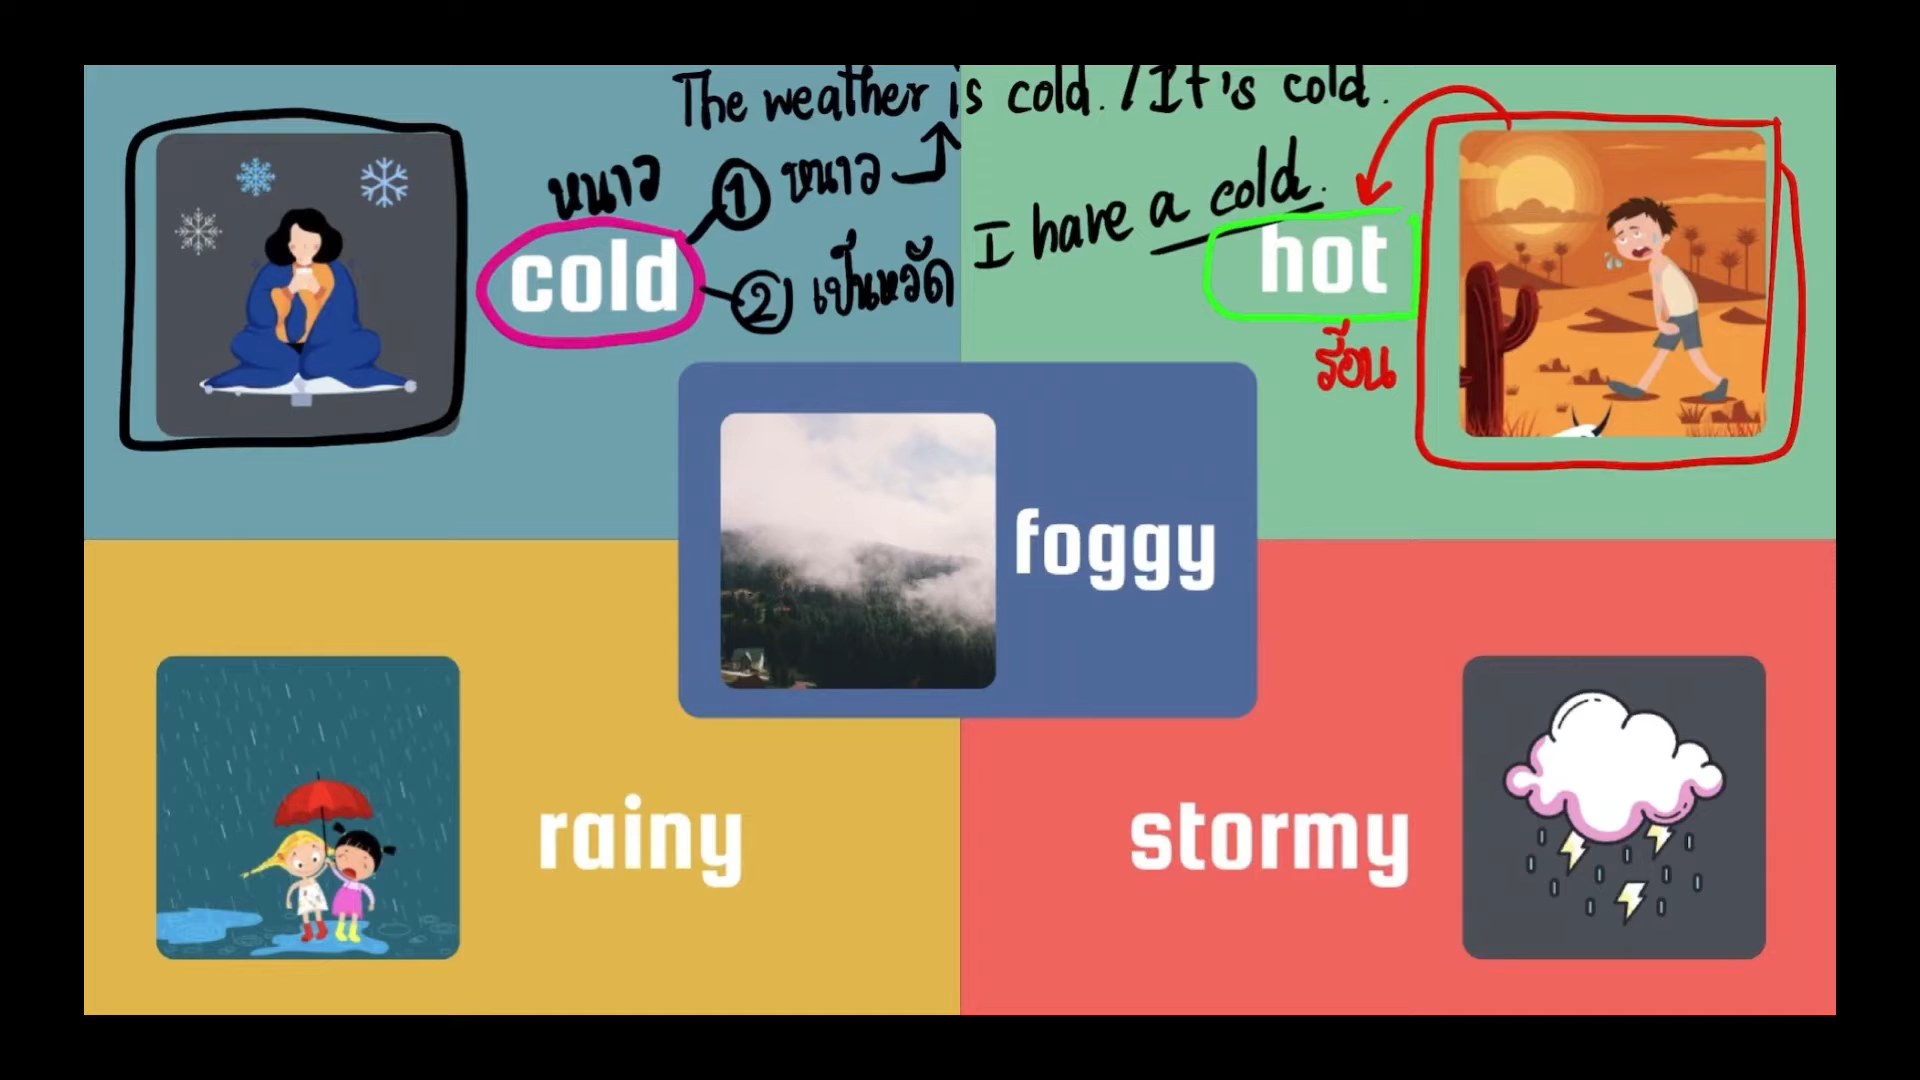 The weather is cold. / It's cold.
หนาว
① หนาว
I have a cold.
cold
② เป็นหวัด
hot
ร้อน
foggy
rainy
stormy